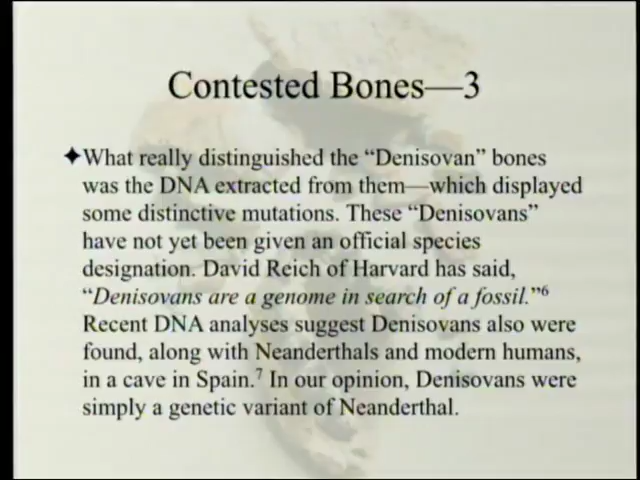 Contested Bones—3
✦What really distinguished the “Denisovan” bones
was the DNA extracted from them—which displayed
some distinctive mutations. These “Denisovans”
have not yet been given an official species
designation. David Reich of Harvard has said,
“Denisovans are a genome in search of a fossil.”⁶
Recent DNA analyses suggest Denisovans also were
found, along with Neanderthals and modern humans,
in a cave in Spain.⁷ In our opinion, Denisovans were
simply a genetic variant of Neanderthal.